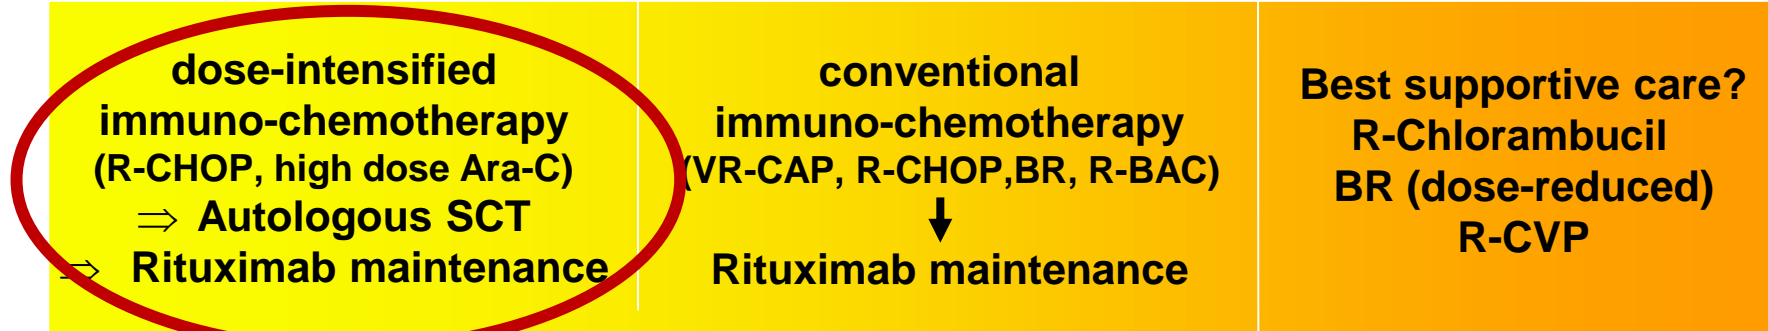 dose-intensified
immuno-chemotherapy
(R-CHOP, high dose Ara-C)
⇒ Autologous SCT
⇒ Rituximab maintenance
conventional
immuno-chemotherapy
(VR-CAP, R-CHOP,BR, R-BAC)
Rituximab maintenance
Best supportive care?
R-Chlorambucil
BR (dose-reduced)
R-CVP